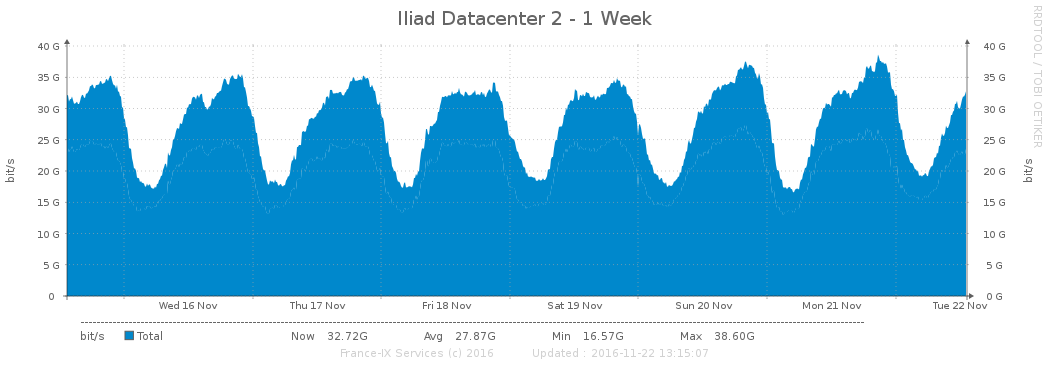 Iliad Datacenter 2 - 1 Week
RRDTOOL / TOBI OETIKER
bit/s
40 G
35 G
30 G
25 G
20 G
15 G
10 G
5 G
0
40 G
35 G
30 G
25 G
20 G
15 G
10 G
5 G
0 G
bit/s
Wed 16 Nov Thu 17 Nov Fri 18 Nov Sat 19 Nov Sun 20 Nov Mon 21 Nov Tue 22 Nov
bit/s Total Now 32.72G Avg 27.87G Min 16.57G Max 38.60G
France-IX Services (c) 2016 Updated : 2016-11-22 13:15:07